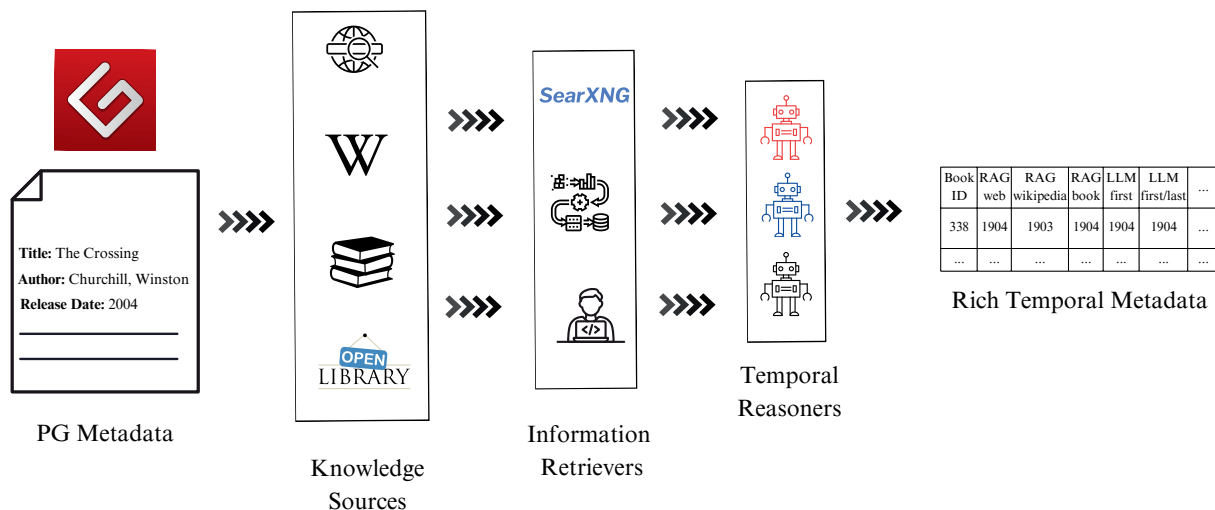 Title: The Crossing
Author: Churchill, Winston
Release Date: 2004
PG Metadata
W
OPEN
LIBRARY
Knowledge
Sources
SearXNG
</>
Information
Retrievers
Temporal
Reasoners
Book ID RAG web RAG wikipedia RAG book LLM first LLM first/last ...
338 1904 1903 1904 1904 1904 ...
... ... ... ... ... ... ...
Rich Temporal Metadata